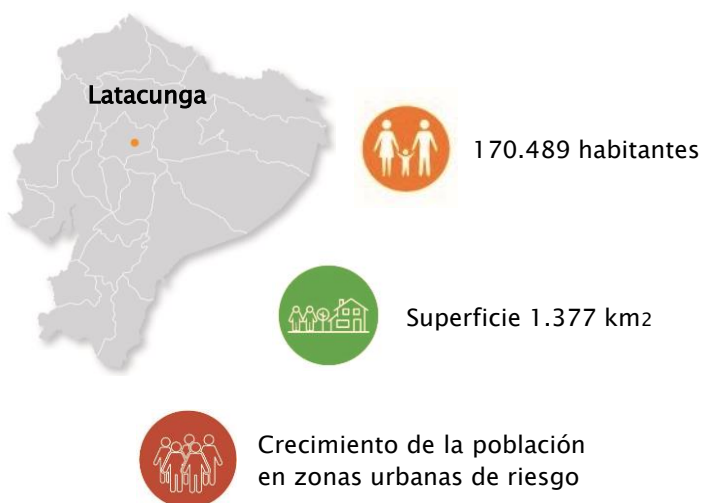 Latacunga
170.489 habitantes
Superficie 1.377 km2
Crecimiento de la población
en zonas urbanas de riesgo